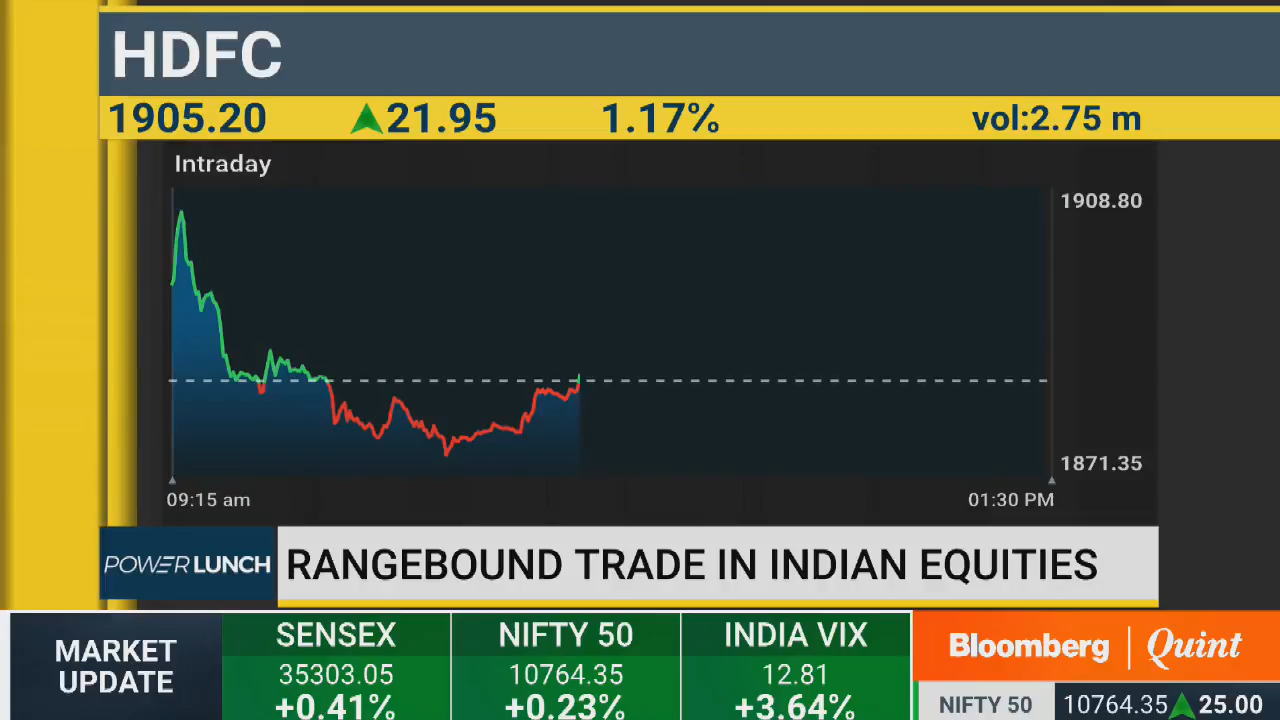 HDFC
1905.20 ▲21.95 1.17% vol:2.75 m
Intraday
1908.80
1871.35
09:15 am 01:30 PM
POWER LUNCH RANGEBOUND TRADE IN INDIAN EQUITIES
MARKET UPDATE
SENSEX
35303.05
+0.41%
NIFTY 50
10764.35
+0.23%
INDIA VIX
12.81
+3.64%
Bloomberg | Quint
NIFTY 50 10764.35 ▲25.00